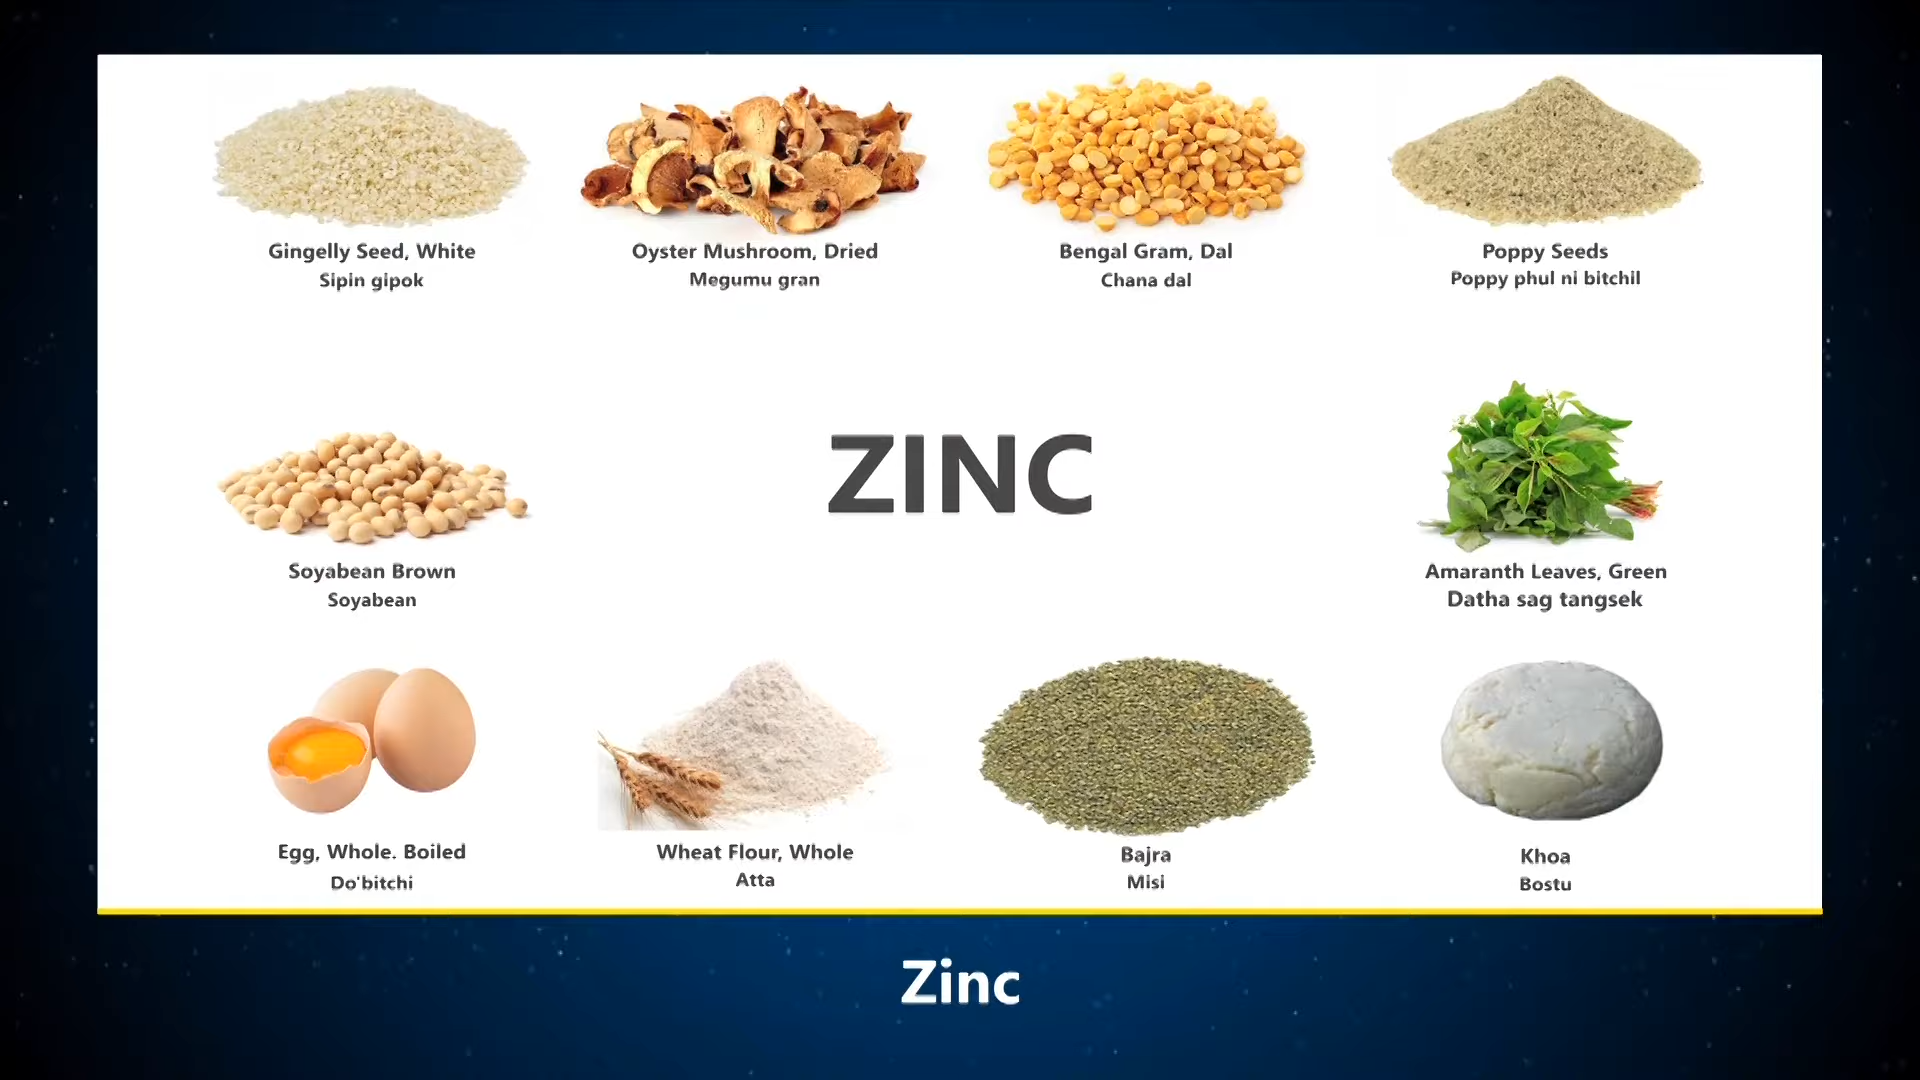 Gingelly Seed, White
Sipin gipok
Oyster Mushroom, Dried
Megumu gran
Bengal Gram, Dal
Chana dal
Poppy Seeds
Poppy phul ni bitchil
Soyabean Brown
Soyabean
ZINC
Amaranth Leaves, Green
Datha sag tangsek
Egg, Whole. Boiled
Do'bitchi
Wheat Flour, Whole
Atta
Bajra
Misi
Khoa
Bostu
Zinc